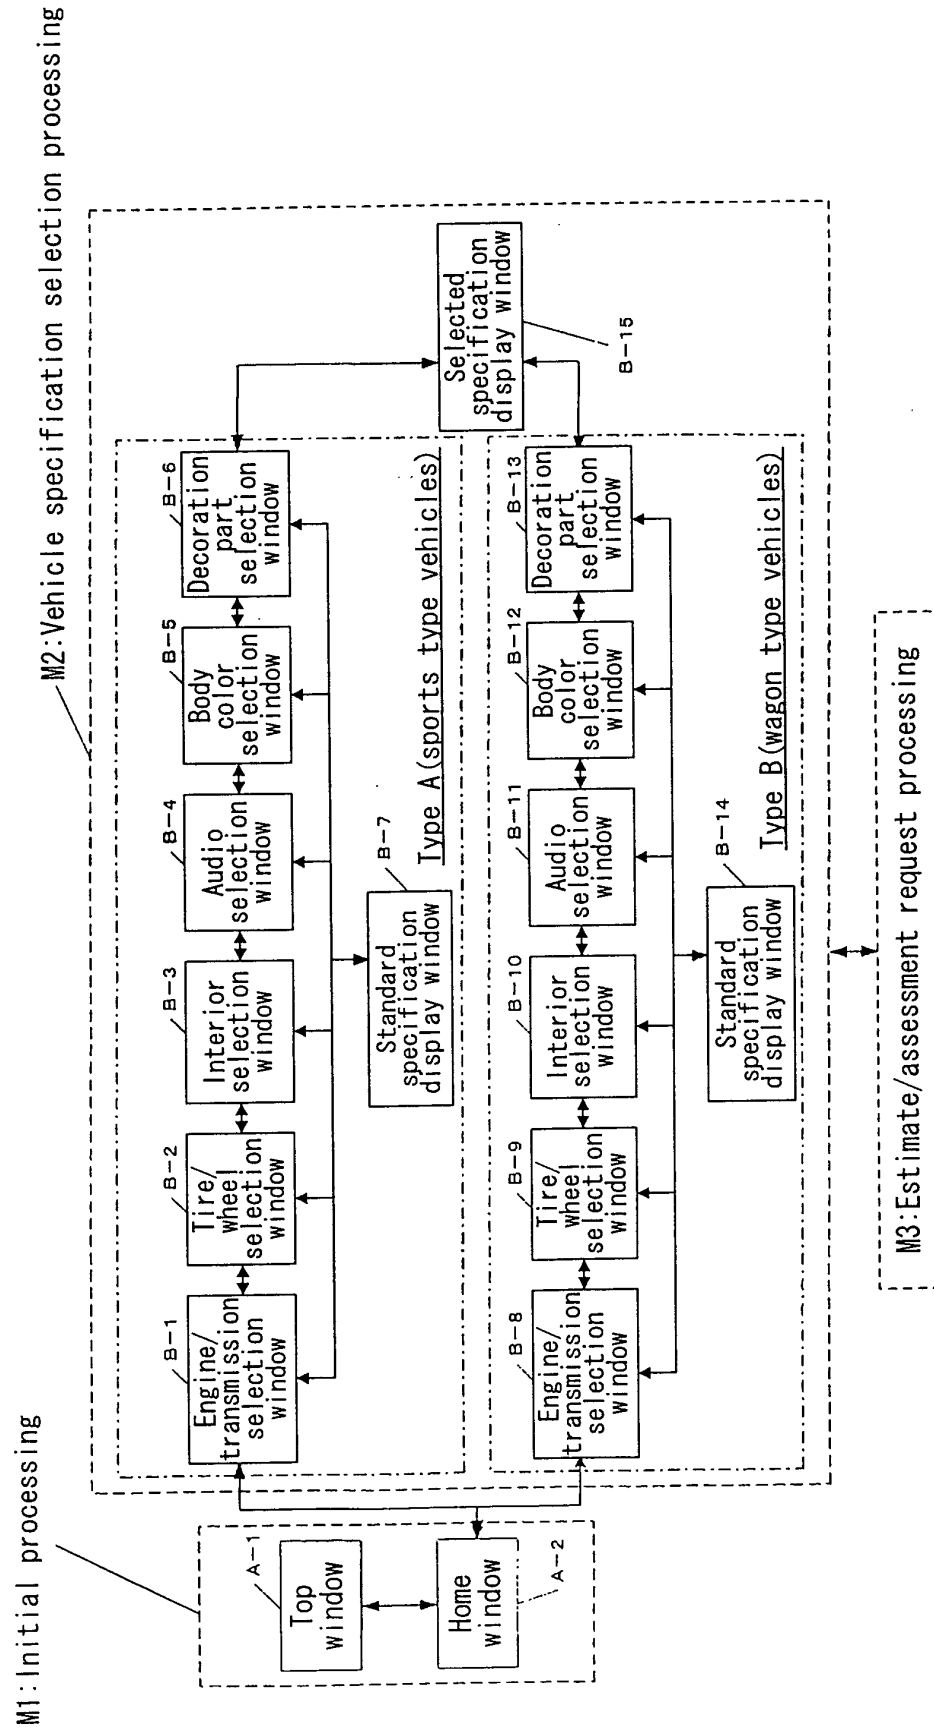 M1:Initial processing
A-1
Top
window
Home
window
A-2
M2:Vehicle specification selection processing
B-1
Engine/
transmission
selection
window
B-2
Tire/
wheel
selection
window
B-3
Interior
selection
window
B-4
Audio
selection
window
B-5
Body
color
selection
window
B-6
Decoration
part
selection
window
B-7
Standard
specification
display window
Type A(sports type vehicles)
B-8
Engine/
transmission
selection
window
B-9
Tire/
wheel
selection
window
B-10
Interior
selection
window
B-11
Audio
selection
window
B-12
Body
color
selection
window
B-13
Decoration
part
selection
window
B-14
Standard
specification
display window
Type B(wagon type vehicles)
Selected
specification
display window
B-15
M3:Estimate/assessment request processing